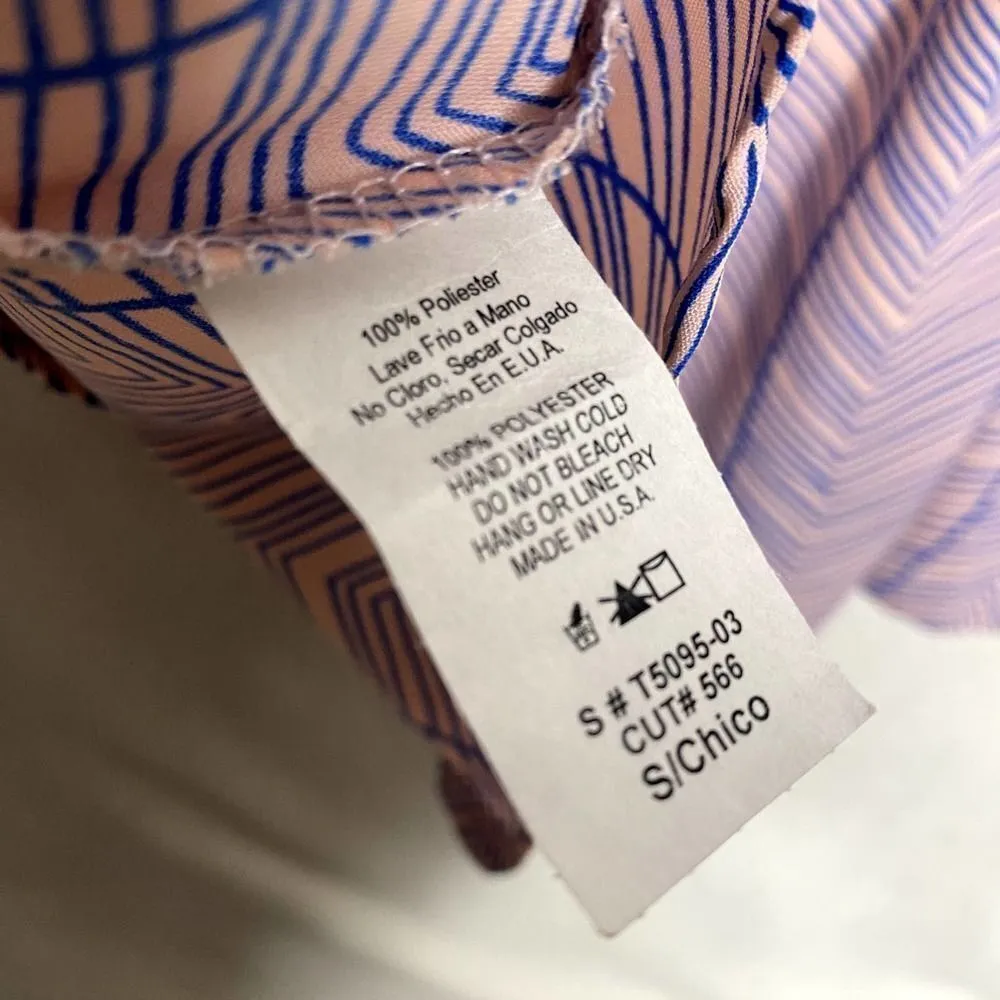 100% Poliester
Lave Frio a Mano
No Cloro. Secar Colgado
Hecho En E.U.A.
100% POLYESTER
HAND WASH COLD
DO NOT BLEACH
HANG OR LINE DRY
MADE IN U.S.A.
S # T5095-03
CUT# 566
S/Chico